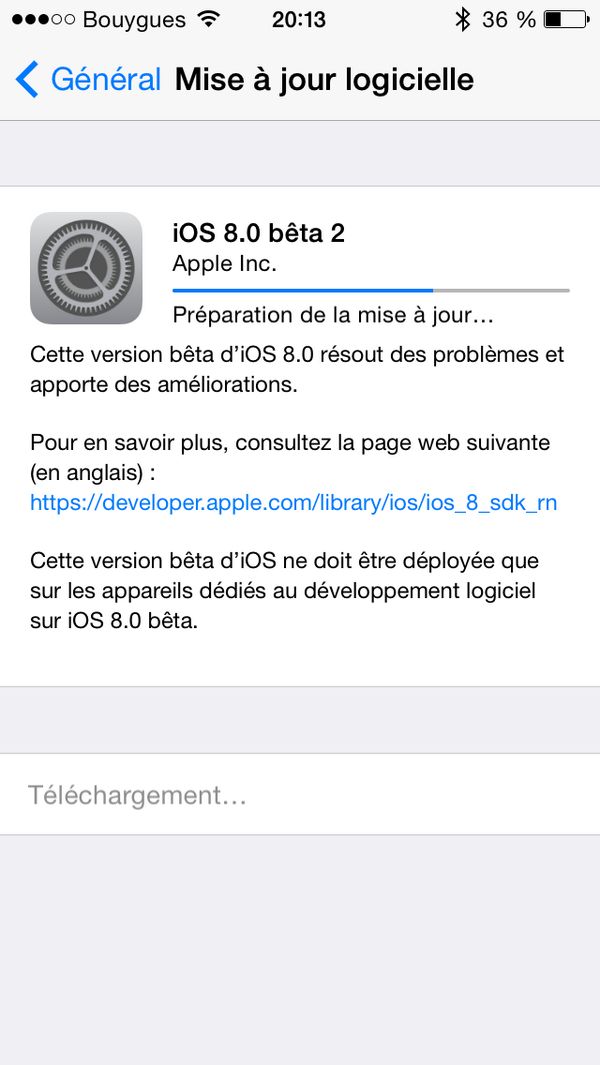 Bouygues 20:13 36 %
Général Mise à jour logicielle
iOS 8.0 bêta 2
Apple Inc.
Préparation de la mise à jour...
Cette version bêta d’iOS 8.0 résout des problèmes et
apporte des améliorations.
Pour en savoir plus, consultez la page web suivante
(en anglais) :
https://developer.apple.com/library/ios/ios_8_sdk_rn
Cette version bêta d’iOS ne doit être déployée que
sur les appareils dédiés au développement logiciel
sur iOS 8.0 bêta.
Téléchargement...